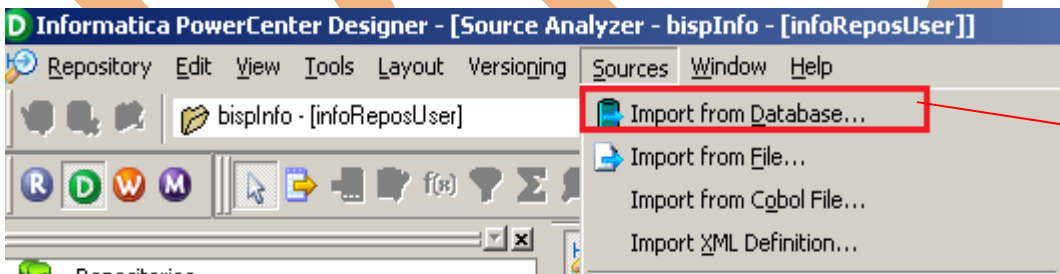 Informatica PowerCenter Designer - [Source Analyzer - bispInfo - [infoReposUser]]
Repository Edit View Tools Layout Versioning Sources Window Help
bispInfo - [infoReposUser]
Import from Database...
Import from File...
Import from Cobol File...
Import XML Definition...
R D W M f(x) Σ
Repositories